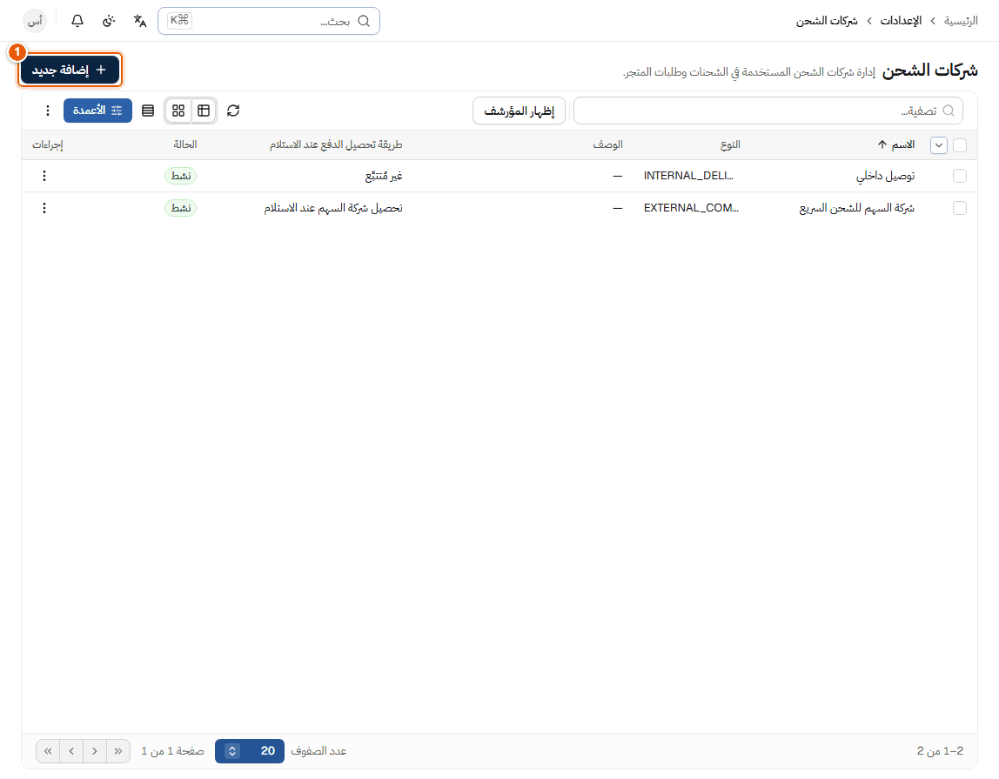 الرئيسية
الإعدادات
شركات الشحن
بحث...
K⌘
أس
شركات الشحن
إدارة شركات الشحن المستخدمة في الشحنات وطلبات المتجر.
إضافة جديد
1
تصفية...
إظهار المؤرشف
الأعمدة
الاسم النوع الوصف طريقة تحصيل الدفع عند الاستلام الحالة إجراءات
توصيل داخلي INTERNAL_DELI... — غير مُتتبَّع نشط
شركة السهم للشحن السريع EXTERNAL_COM... — تحصيل شركة السهم عند الاستلام نشط
1–2 من 2
عدد الصفوف 20 صفحة 1 من 1